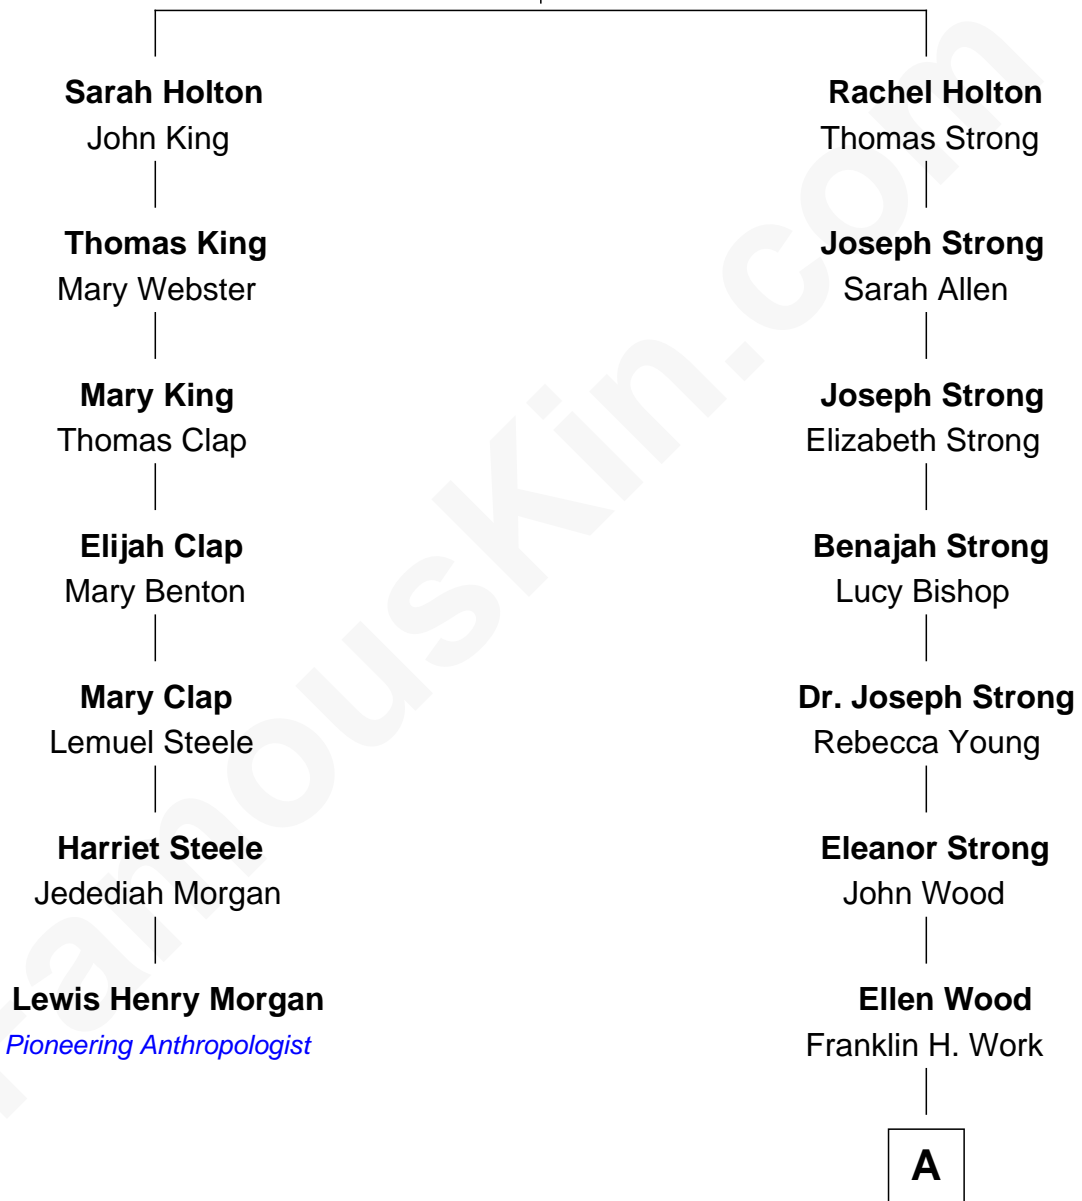 Sarah Holton
John King
Thomas King
Mary Webster
Mary King
Thomas Clap
Elijah Clap
Mary Benton
Mary Clap
Lemuel Steele
Harriet Steele
Jedediah Morgan
Lewis Henry Morgan
Pioneering Anthropologist
Rachel Holton
Thomas Strong
Joseph Strong
Sarah Allen
Joseph Strong
Elizabeth Strong
Benajah Strong
Lucy Bishop
Dr. Joseph Strong
Rebecca Young
Eleanor Strong
John Wood
Ellen Wood
Franklin H. Work
A
FamousKin.com